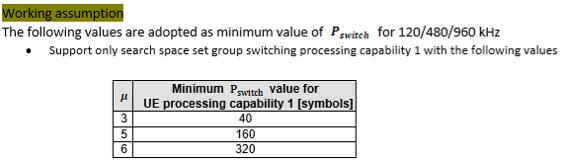 Working assumption
The following values are adopted as minimum value of P_switch for 120/480/960 kHz
• Support only search space set group switching processing capability 1 with the following values
μ Minimum P_switch value for UE processing capability 1 [symbols]
3 40
5 160
6 320